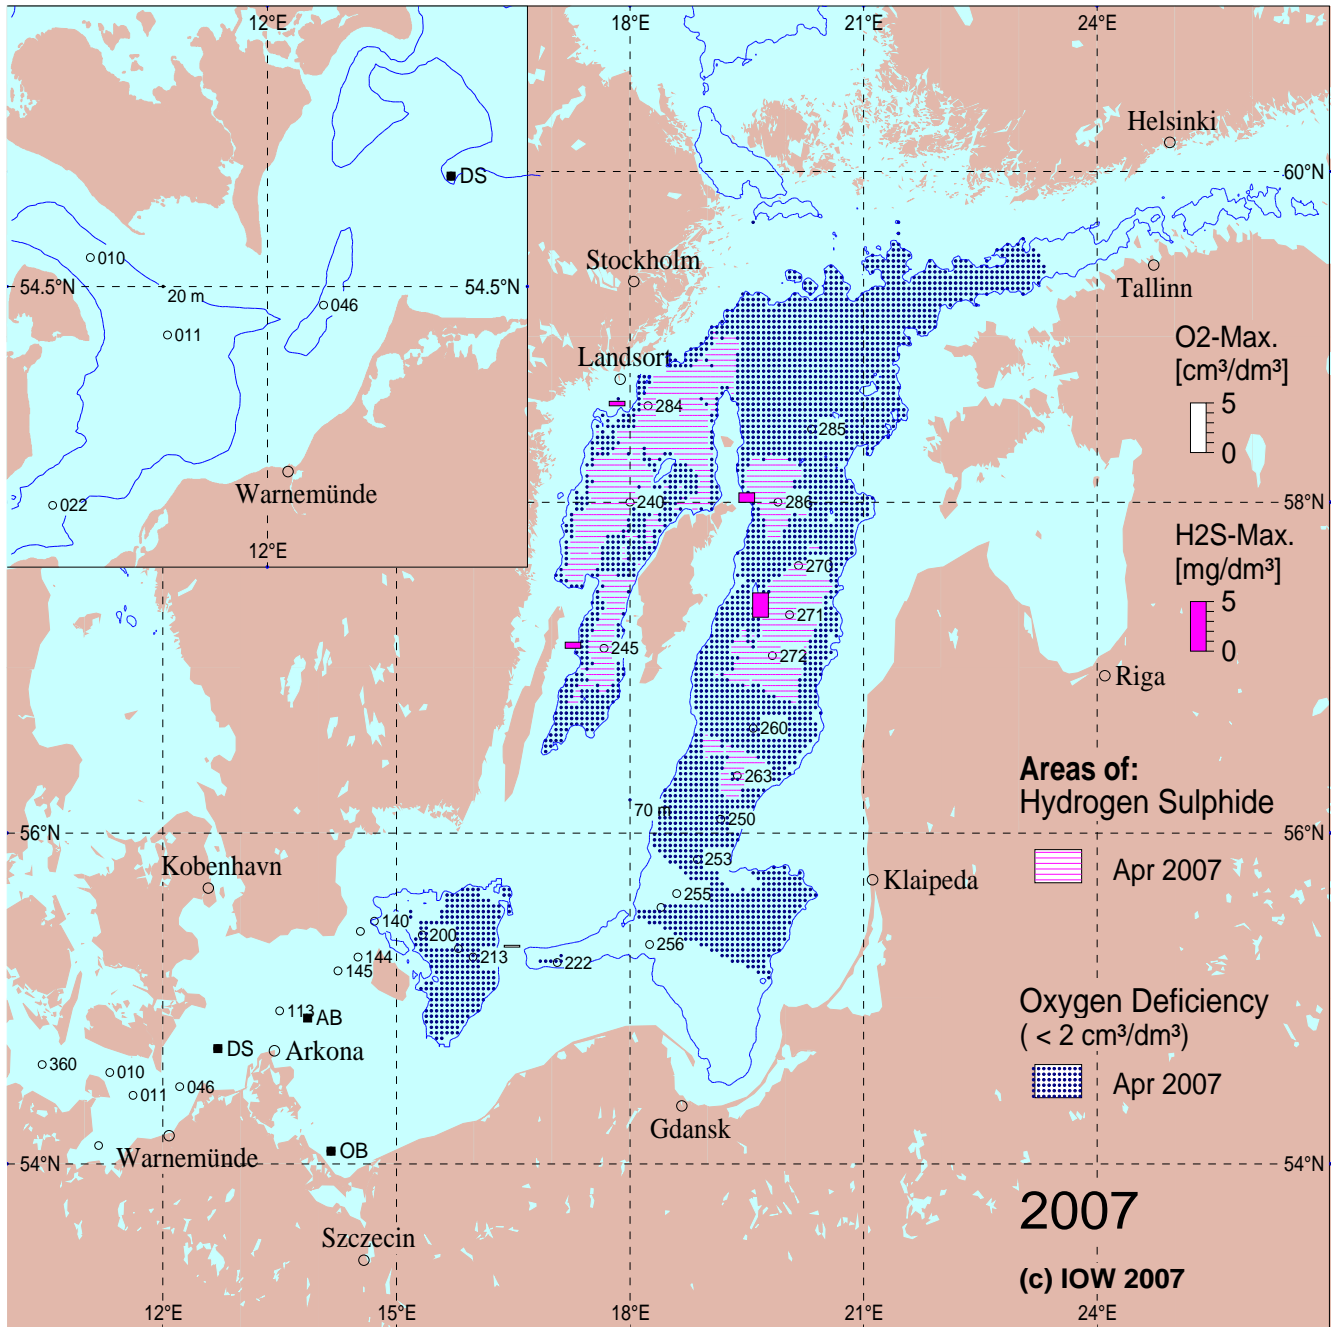 12°E
18°E
21°E
24°E
Helsinki
DS
60°N
010
Stockholm
54.5°N
20 m
54.5°N
046
Tallinn
011
O2-Max.
[cm³/dm³]
Landsort
5
0
284
285
Warnemünde
022
240
286
58°N
12°E
H2S-Max.
[mg/dm³]
5
0
270
271
245
272
Riga
260
Areas of:
Hydrogen Sulphide
263
70 m
250
56°N
56°N
Kobenhavn
253
Apr 2007
Klaipeda
255
140
200
256
144
213
222
145
Oxygen Deficiency
( < 2 cm³/dm³)
113
AB
DS
Arkona
360
010
046
011
Apr 2007
Gdansk
OB
Warnemünde
54°N
54°N
2007
Szczecin
(c) IOW 2007
12°E
15°E
18°E
21°E
24°E